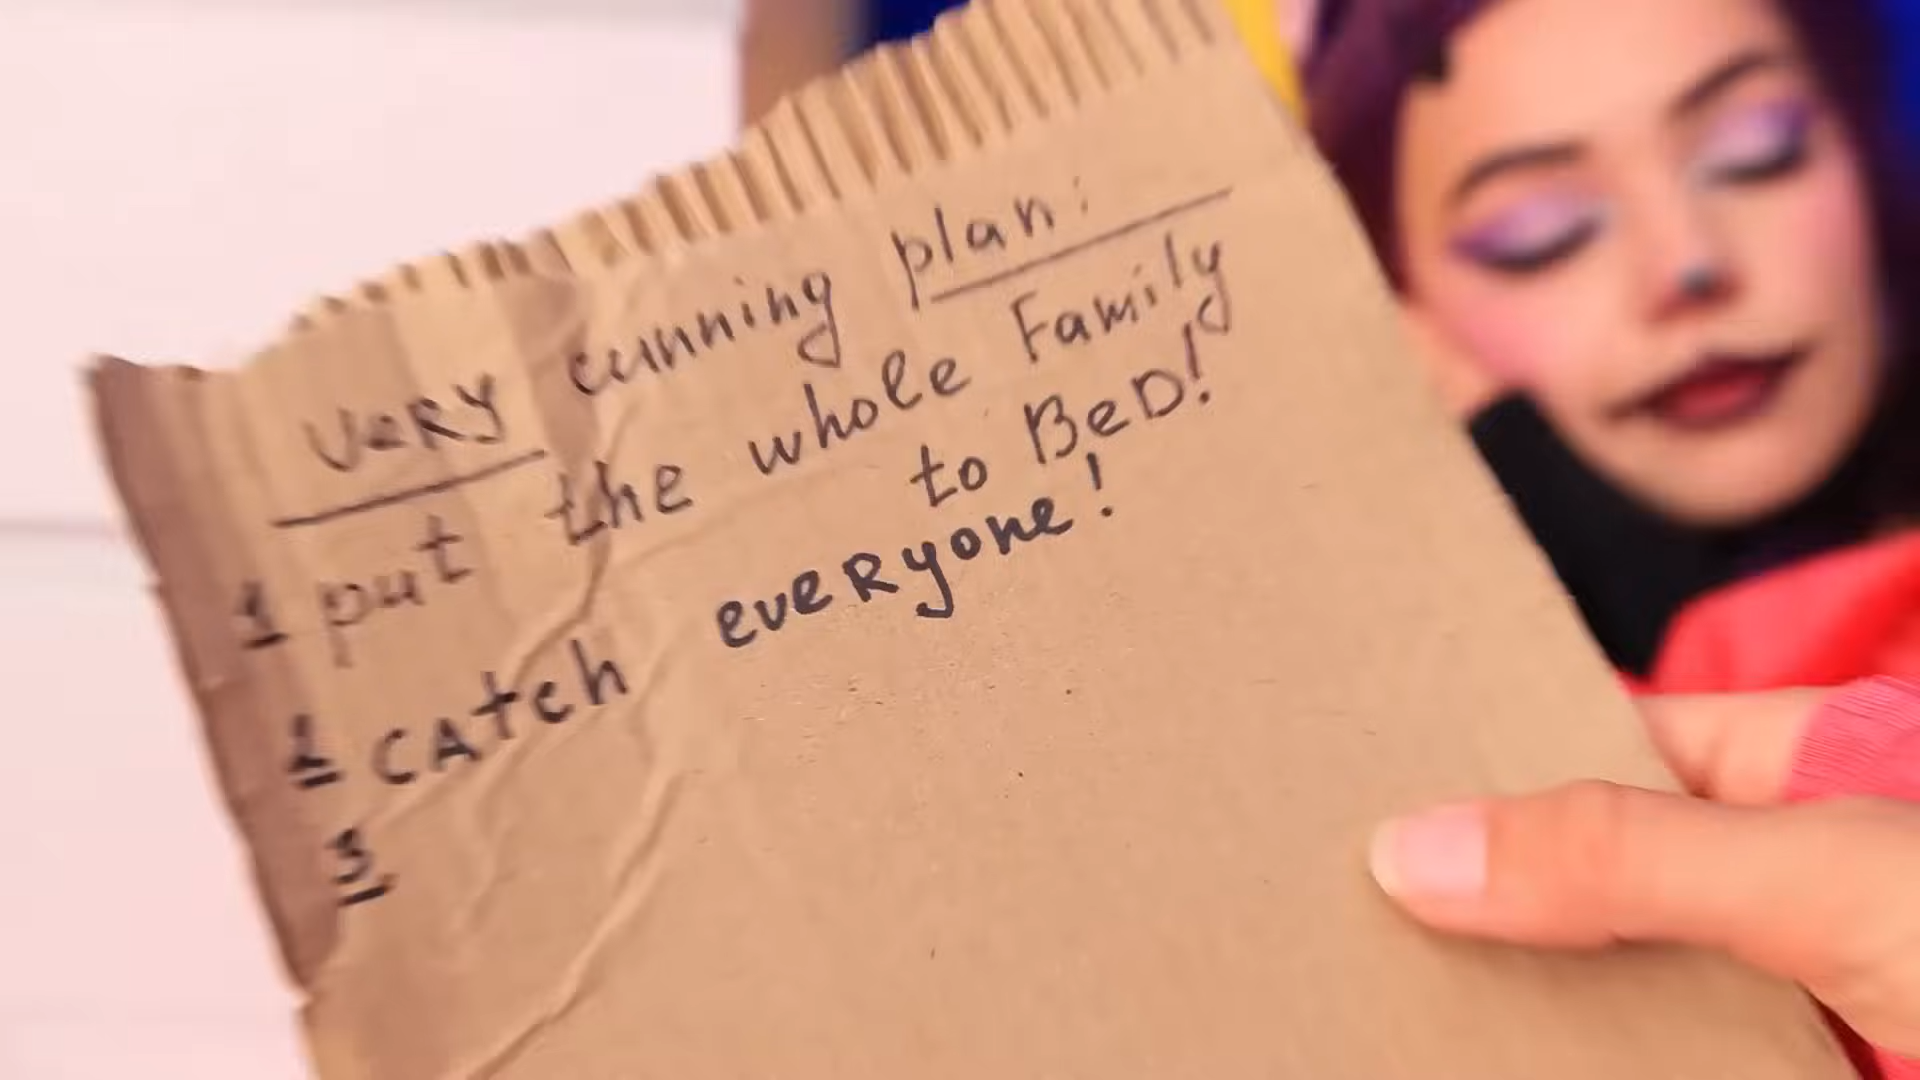 VeRY cunning plan:
1 put the whole Family
to BeD!
2 CAtch everyone!
3